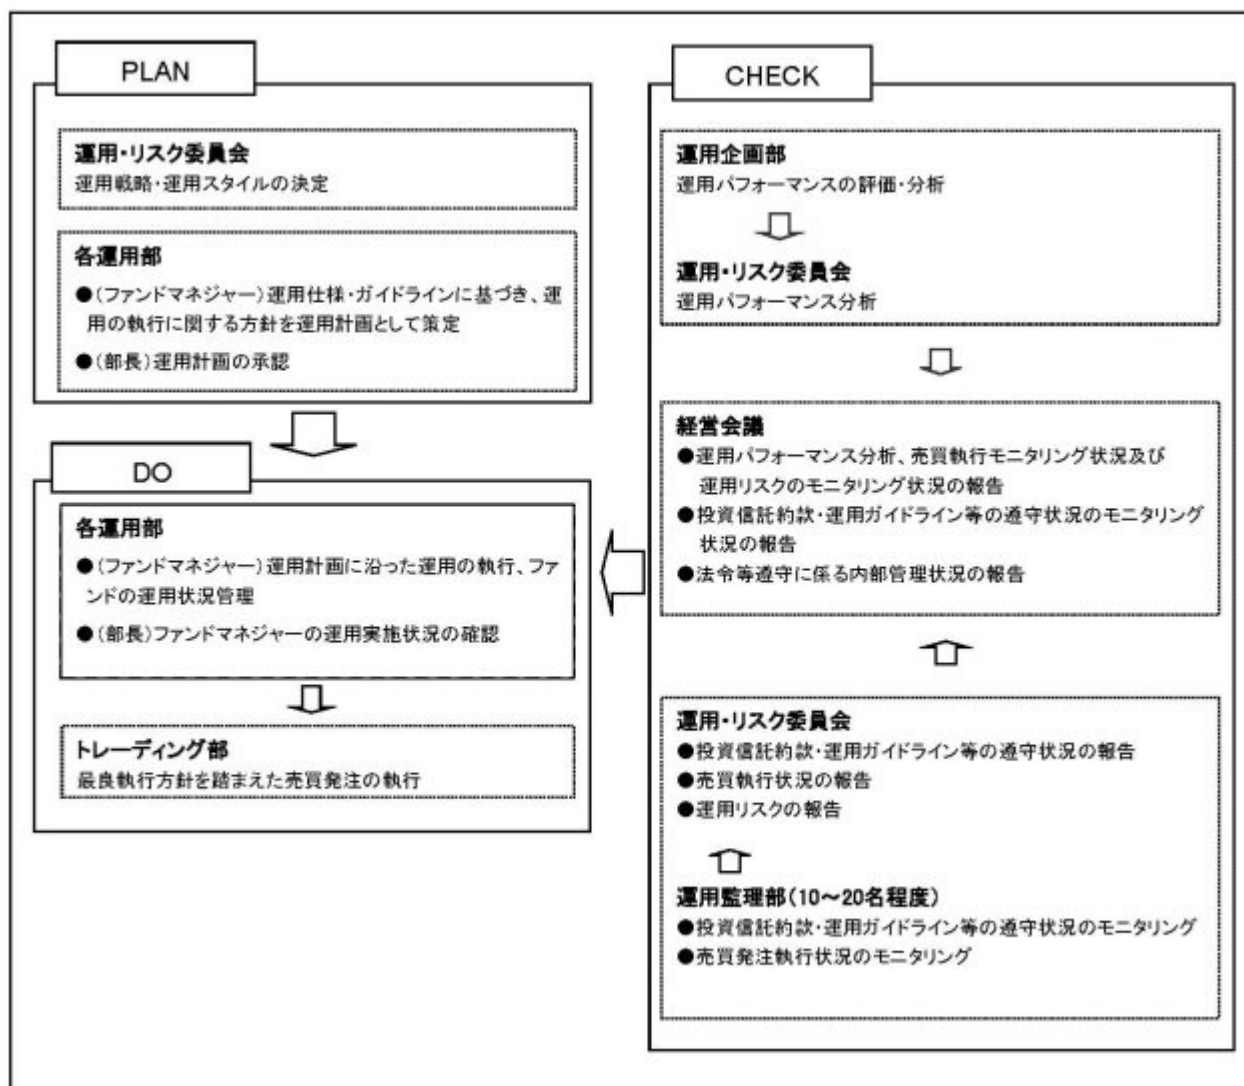 PLAN
運用・リスク委員会
運用戦略・運用スタイルの決定
各運用部
●(ファンドマネジャー)運用仕様・ガイドラインに基づき、運
用の執行に関する方針を運用計画として策定
●(部長)運用計画の承認
DO
各運用部
●(ファンドマネジャー)運用計画に沿った運用の執行、ファ
ンドの運用状況管理
●(部長)ファンドマネジャーの運用実施状況の確認
トレーディング部
最良執行方針を踏まえた売買発注の執行
CHECK
運用企画部
運用パフォーマンスの評価・分析
運用・リスク委員会
運用パフォーマンス分析
経営会議
●運用パフォーマンス分析、売買執行モニタリング状況及び
運用リスクのモニタリング状況の報告
●投資信託約款・運用ガイドライン等の遵守状況のモニタリング
状況の報告
●法令等遵守に係る内部管理状況の報告
運用・リスク委員会
●投資信託約款・運用ガイドライン等の遵守状況の報告
●売買執行状況の報告
●運用リスクの報告
運用監理部(10～20名程度)
●投資信託約款・運用ガイドライン等の遵守状況のモニタリング
●売買発注執行状況のモニタリング